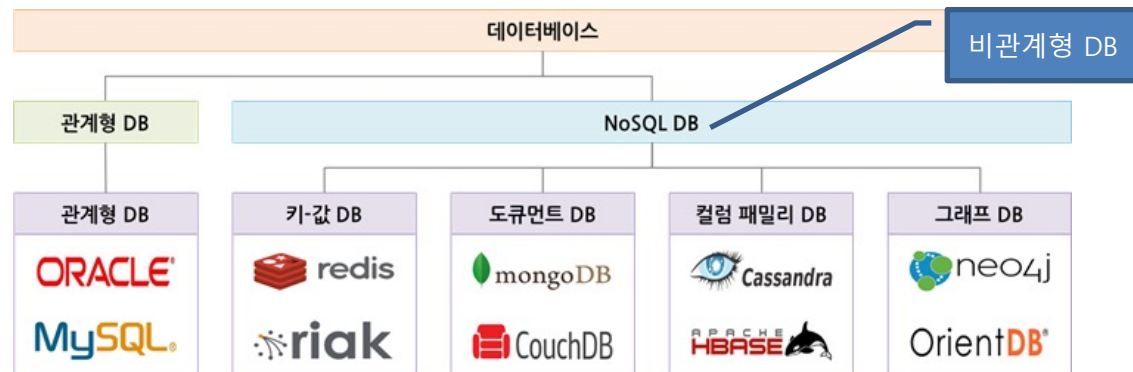 데이터베이스
비관계형 DB
관계형 DB
NoSQL DB
관계형 DB
키-값 DB
도큐먼트 DB
컬럼 패밀리 DB
그래프 DB
ORACLE
redis
mongoDB
Cassandra
neo4j
MySQL
riak
CouchDB
APACHE
HBASE
OrientDB